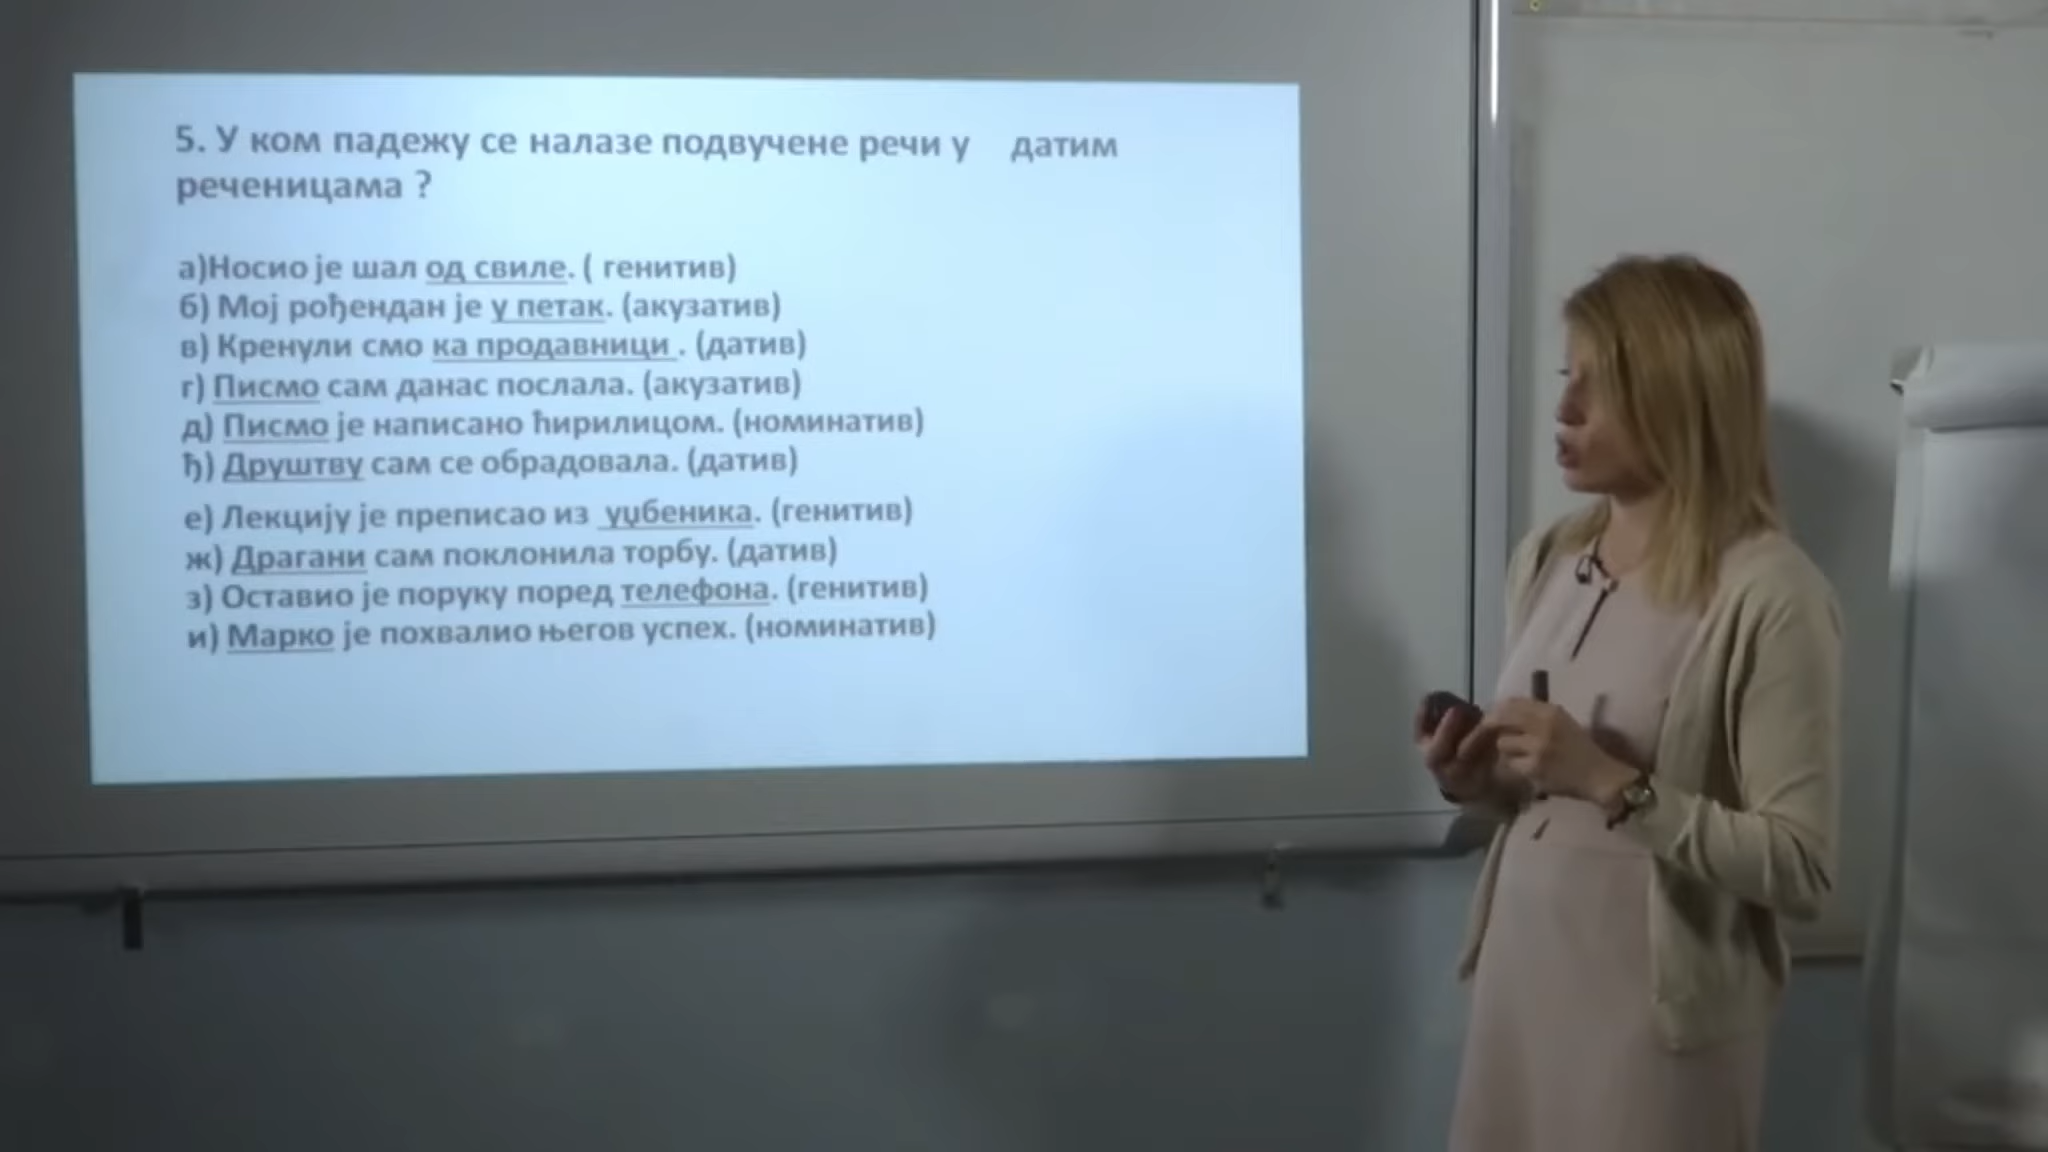 5. У ком падежу се налазе подвучене речи у датим
реченицама ?
а)Носио је шал од свиле. ( генитив)
б) Мој рођендан је у петак. (акузатив)
в) Кренули смо ка продавници . (датив)
г) Писмо сам данас послала. (акузатив)
д) Писмо је написано ћирилицом. (номинатив)
ђ) Друштву сам се обрадовала. (датив)
е) Лекцију је преписао из уџбеника. (генитив)
ж) Драгани сам поклонила торбу. (датив)
з) Оставио је поруку поред телефона. (генитив)
и) Марко је похвалио његов успех. (номинатив)